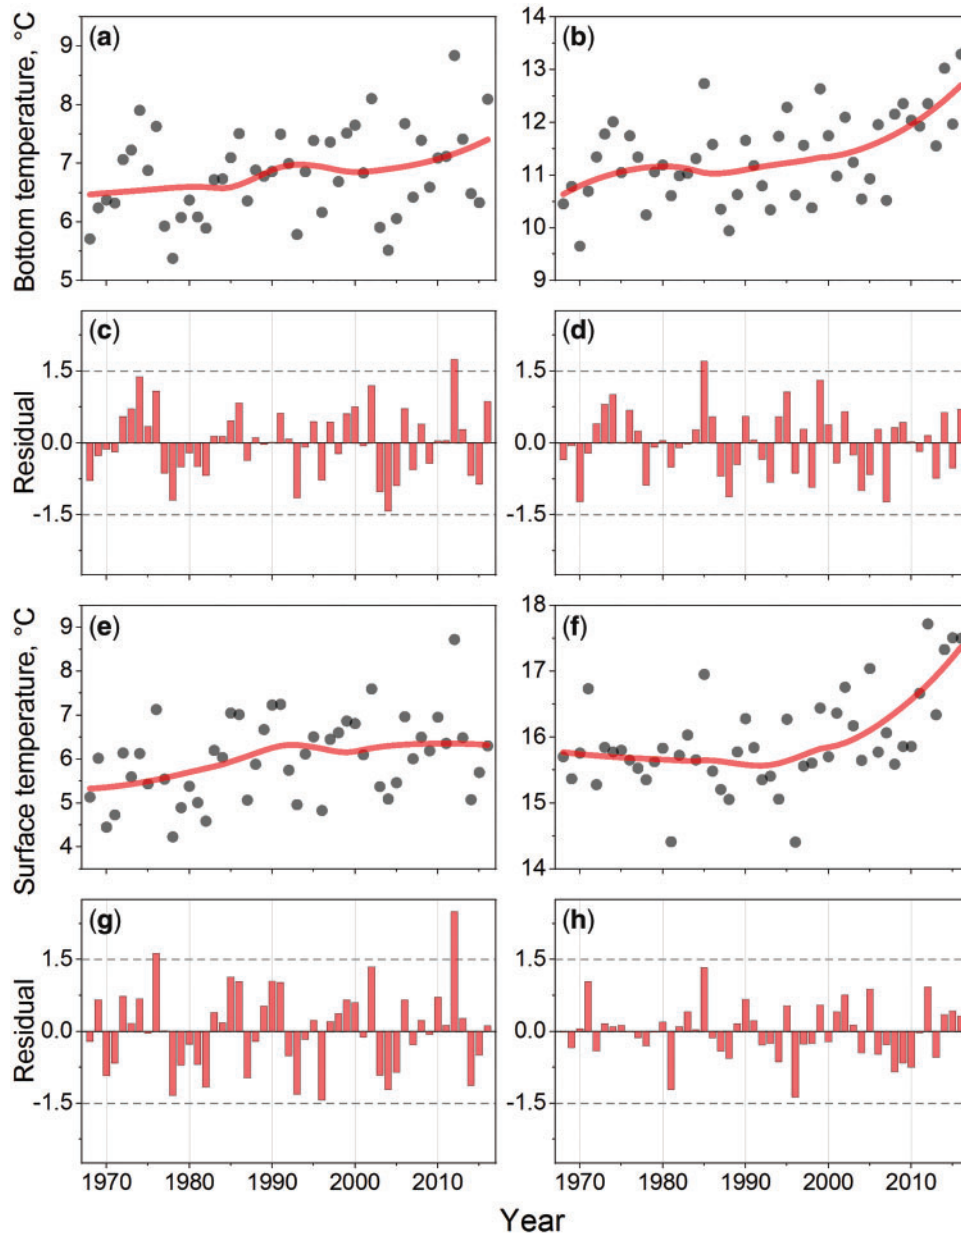 (a)
(b)
Bottom temperature, °C
9
8
7
6
5
14
13
12
11
10
9
(c)
(d)
Residual
1.5
0.0
-1.5
1.5
0.0
-1.5
(e)
(f)
Surface temperature, °C
9
8
7
6
5
4
18
17
16
15
14
(g)
(h)
Residual
1.5
0.0
-1.5
1.5
0.0
-1.5
1970 1980 1990 2000 2010
1970 1980 1990 2000 2010
Year